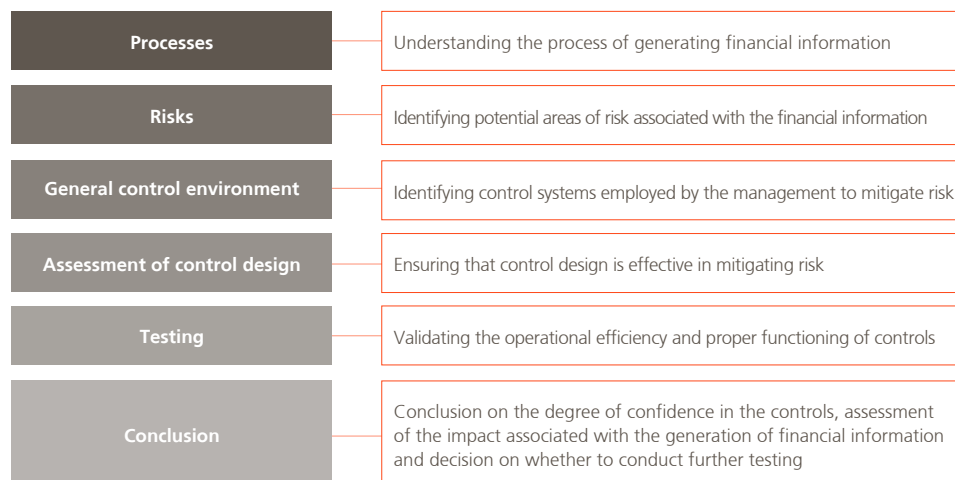 Processes
Understanding the process of generating financial information
Risks
Identifying potential areas of risk associated with the financial information
General control environment
Identifying control systems employed by the management to mitigate risk
Assessment of control design
Ensuring that control design is effective in mitigating risk
Testing
Validating the operational efficiency and proper functioning of controls
Conclusion
Conclusion on the degree of confidence in the controls, assessment
of the impact associated with the generation of financial information
and decision on whether to conduct further testing